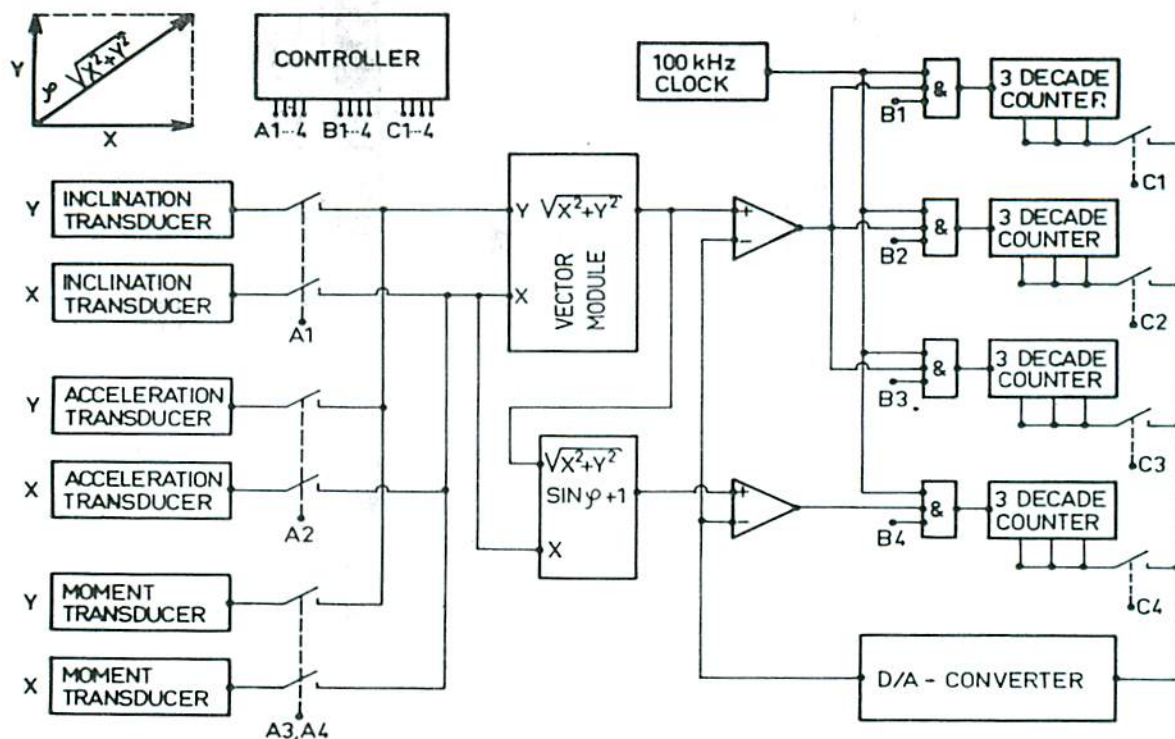 Y
φ
√X²+Y²
X
CONTROLLER
A1...4 B1...4 C1...4
100 kHz
CLOCK
&
B1
3 DECADE
COUNTER
C1
Y
INCLINATION
TRANSDUCER
X
INCLINATION
TRANSDUCER
A1
Y
ACCELERATION
TRANSDUCER
X
ACCELERATION
TRANSDUCER
A2
Y
MOMENT
TRANSDUCER
X
MOMENT
TRANSDUCER
A3,A4
Y √X²+Y²
X
VECTOR
MODULE
√X²+Y²
SIN φ+1
X
+
-
+
-
&
B2
3 DECADE
COUNTER
C2
&
B3
3 DECADE
COUNTER
C3
&
B4
3 DECADE
COUNTER
C4
D/A - CONVERTER